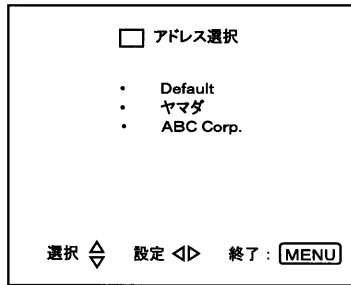 アドレス選択
・ Default
・ ヤマダ
・ ABC Corp.
選択 設定 終了： MENU